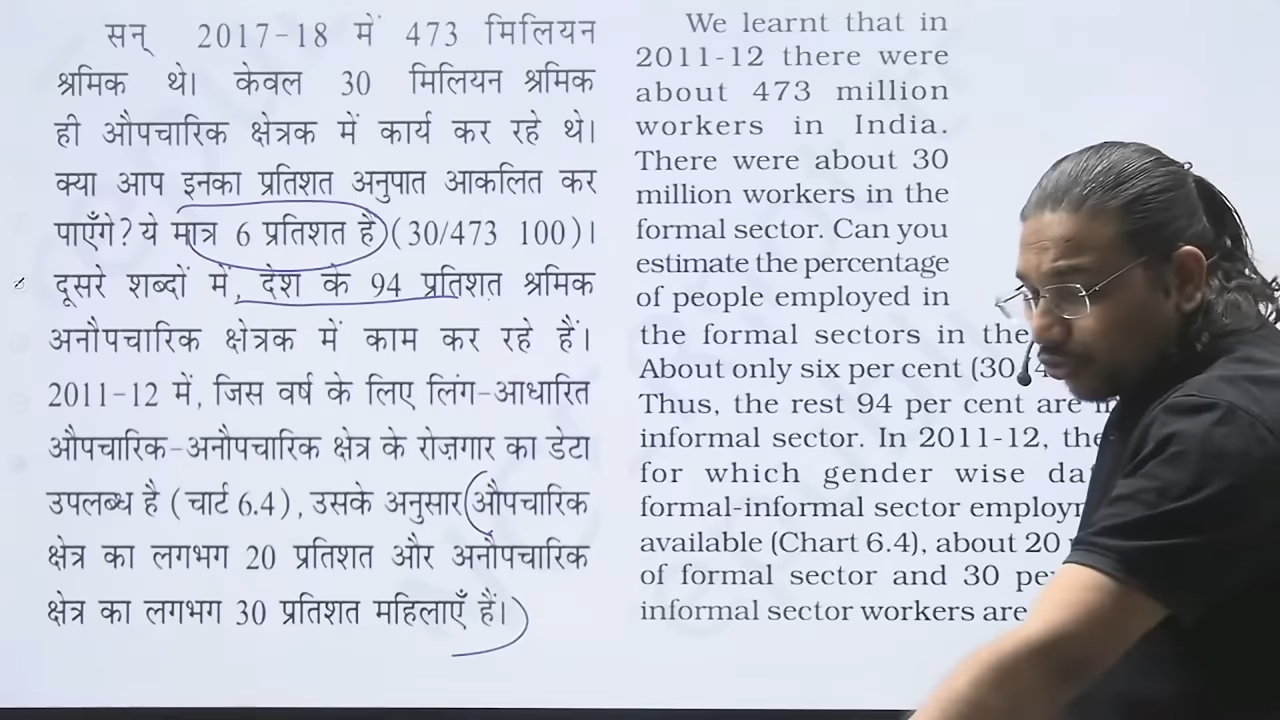 सन् 2017-18 में 473 मिलियन
श्रमिक थे। केवल 30 मिलियन श्रमिक
ही औपचारिक क्षेत्रक में कार्य कर रहे थे।
क्या आप इनका प्रतिशत अनुपात आकलित कर
पाएँगे? ये मात्र 6 प्रतिशत है (30/473 100)।
दूसरे शब्दों में, देश के 94 प्रतिशत श्रमिक
अनौपचारिक क्षेत्रक में काम कर रहे हैं।
2011-12 में, जिस वर्ष के लिए लिंग-आधारित
औपचारिक-अनौपचारिक क्षेत्र के रोज़गार का डेटा
उपलब्ध है (चार्ट 6.4), उसके अनुसार औपचारिक
क्षेत्र का लगभग 20 प्रतिशत और अनौपचारिक
क्षेत्र का लगभग 30 प्रतिशत महिलाएँ हैं।
We learnt that in
2011-12 there were
about 473 million
workers in India.
There were about 30
million workers in the
formal sector. Can you
estimate the percentage
of people employed in
the formal sectors in the
About only six per cent (30/4
Thus, the rest 94 per cent are
informal sector. In 2011-12, the
for which gender wise
formal-informal sector
available (Chart 6.4), about 20
of formal sector and 30
informal sector workers are